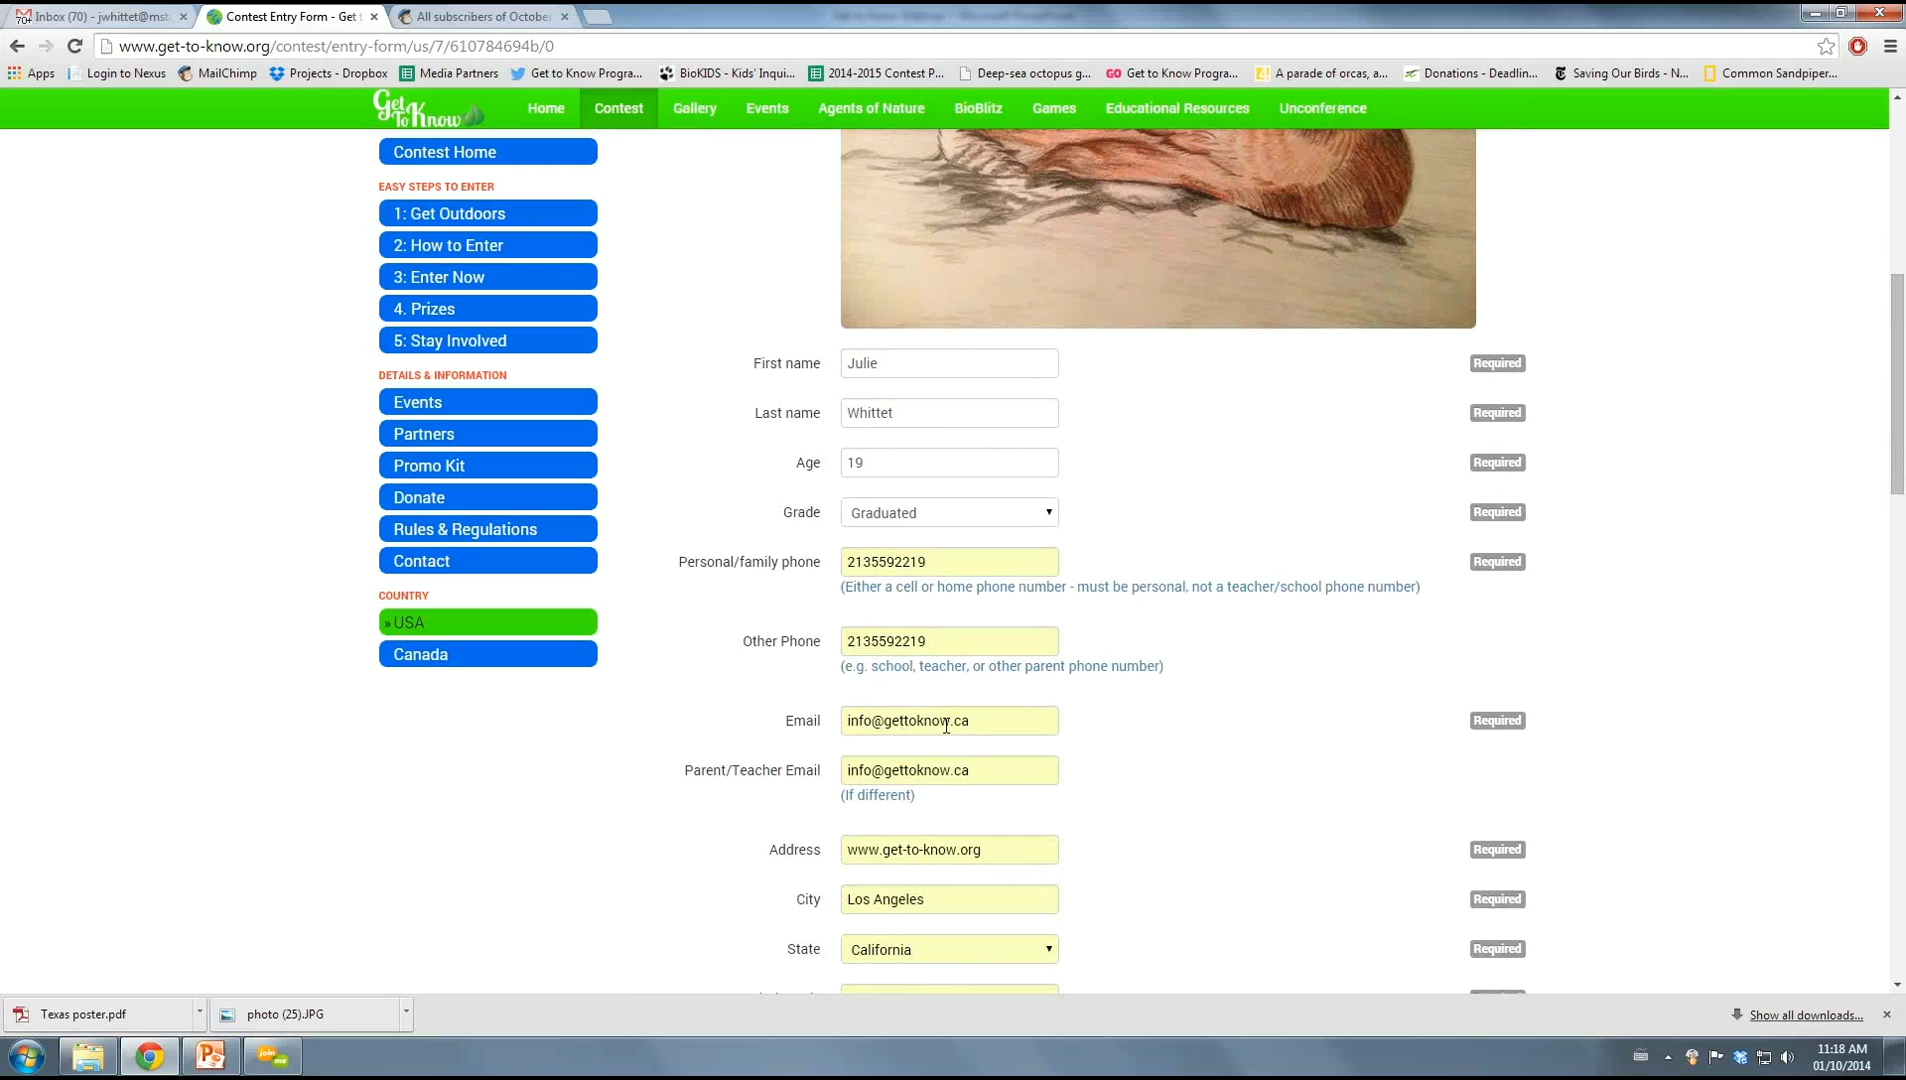 Inbox (70) - jwhittet@mst
Contest Entry Form - Get
All subscribers of October
www.get-to-know.org/contest/entry-form/us/7/610784694b/0
Apps Login to Nexus MailChimp Projects - Dropbox Media Partners Get to Know Progra... BioKIDS - Kids' Inqui... 2014-2015 Contest P... Deep-sea octopus g... GO Get to Know Progra... A parade of orcas, a... Donations - Deadlin... Saving Our Birds - N... Common Sandpiper...
Get To Know
Home Contest Gallery Events Agents of Nature BioBlitz Games Educational Resources Unconference
Contest Home
EASY STEPS TO ENTER
1: Get Outdoors
2: How to Enter
3: Enter Now
4. Prizes
5: Stay Involved
DETAILS & INFORMATION
Events
Partners
Promo Kit
Donate
Rules & Regulations
Contact
COUNTRY
» USA
Canada
First name Julie Required
Last name Whittet Required
Age 19 Required
Grade Graduated Required
Personal/family phone 2135592219 Required
(Either a cell or home phone number - must be personal, not a teacher/school phone number)
Other Phone 2135592219
(e.g. school, teacher, or other parent phone number)
Email info@gettoknow.ca Required
Parent/Teacher Email info@gettoknow.ca
(If different)
Address www.get-to-know.org Required
City Los Angeles Required
State California Required
Texas poster.pdf
photo (25).JPG
Show all downloads...
join me
11:18 AM
01/10/2014